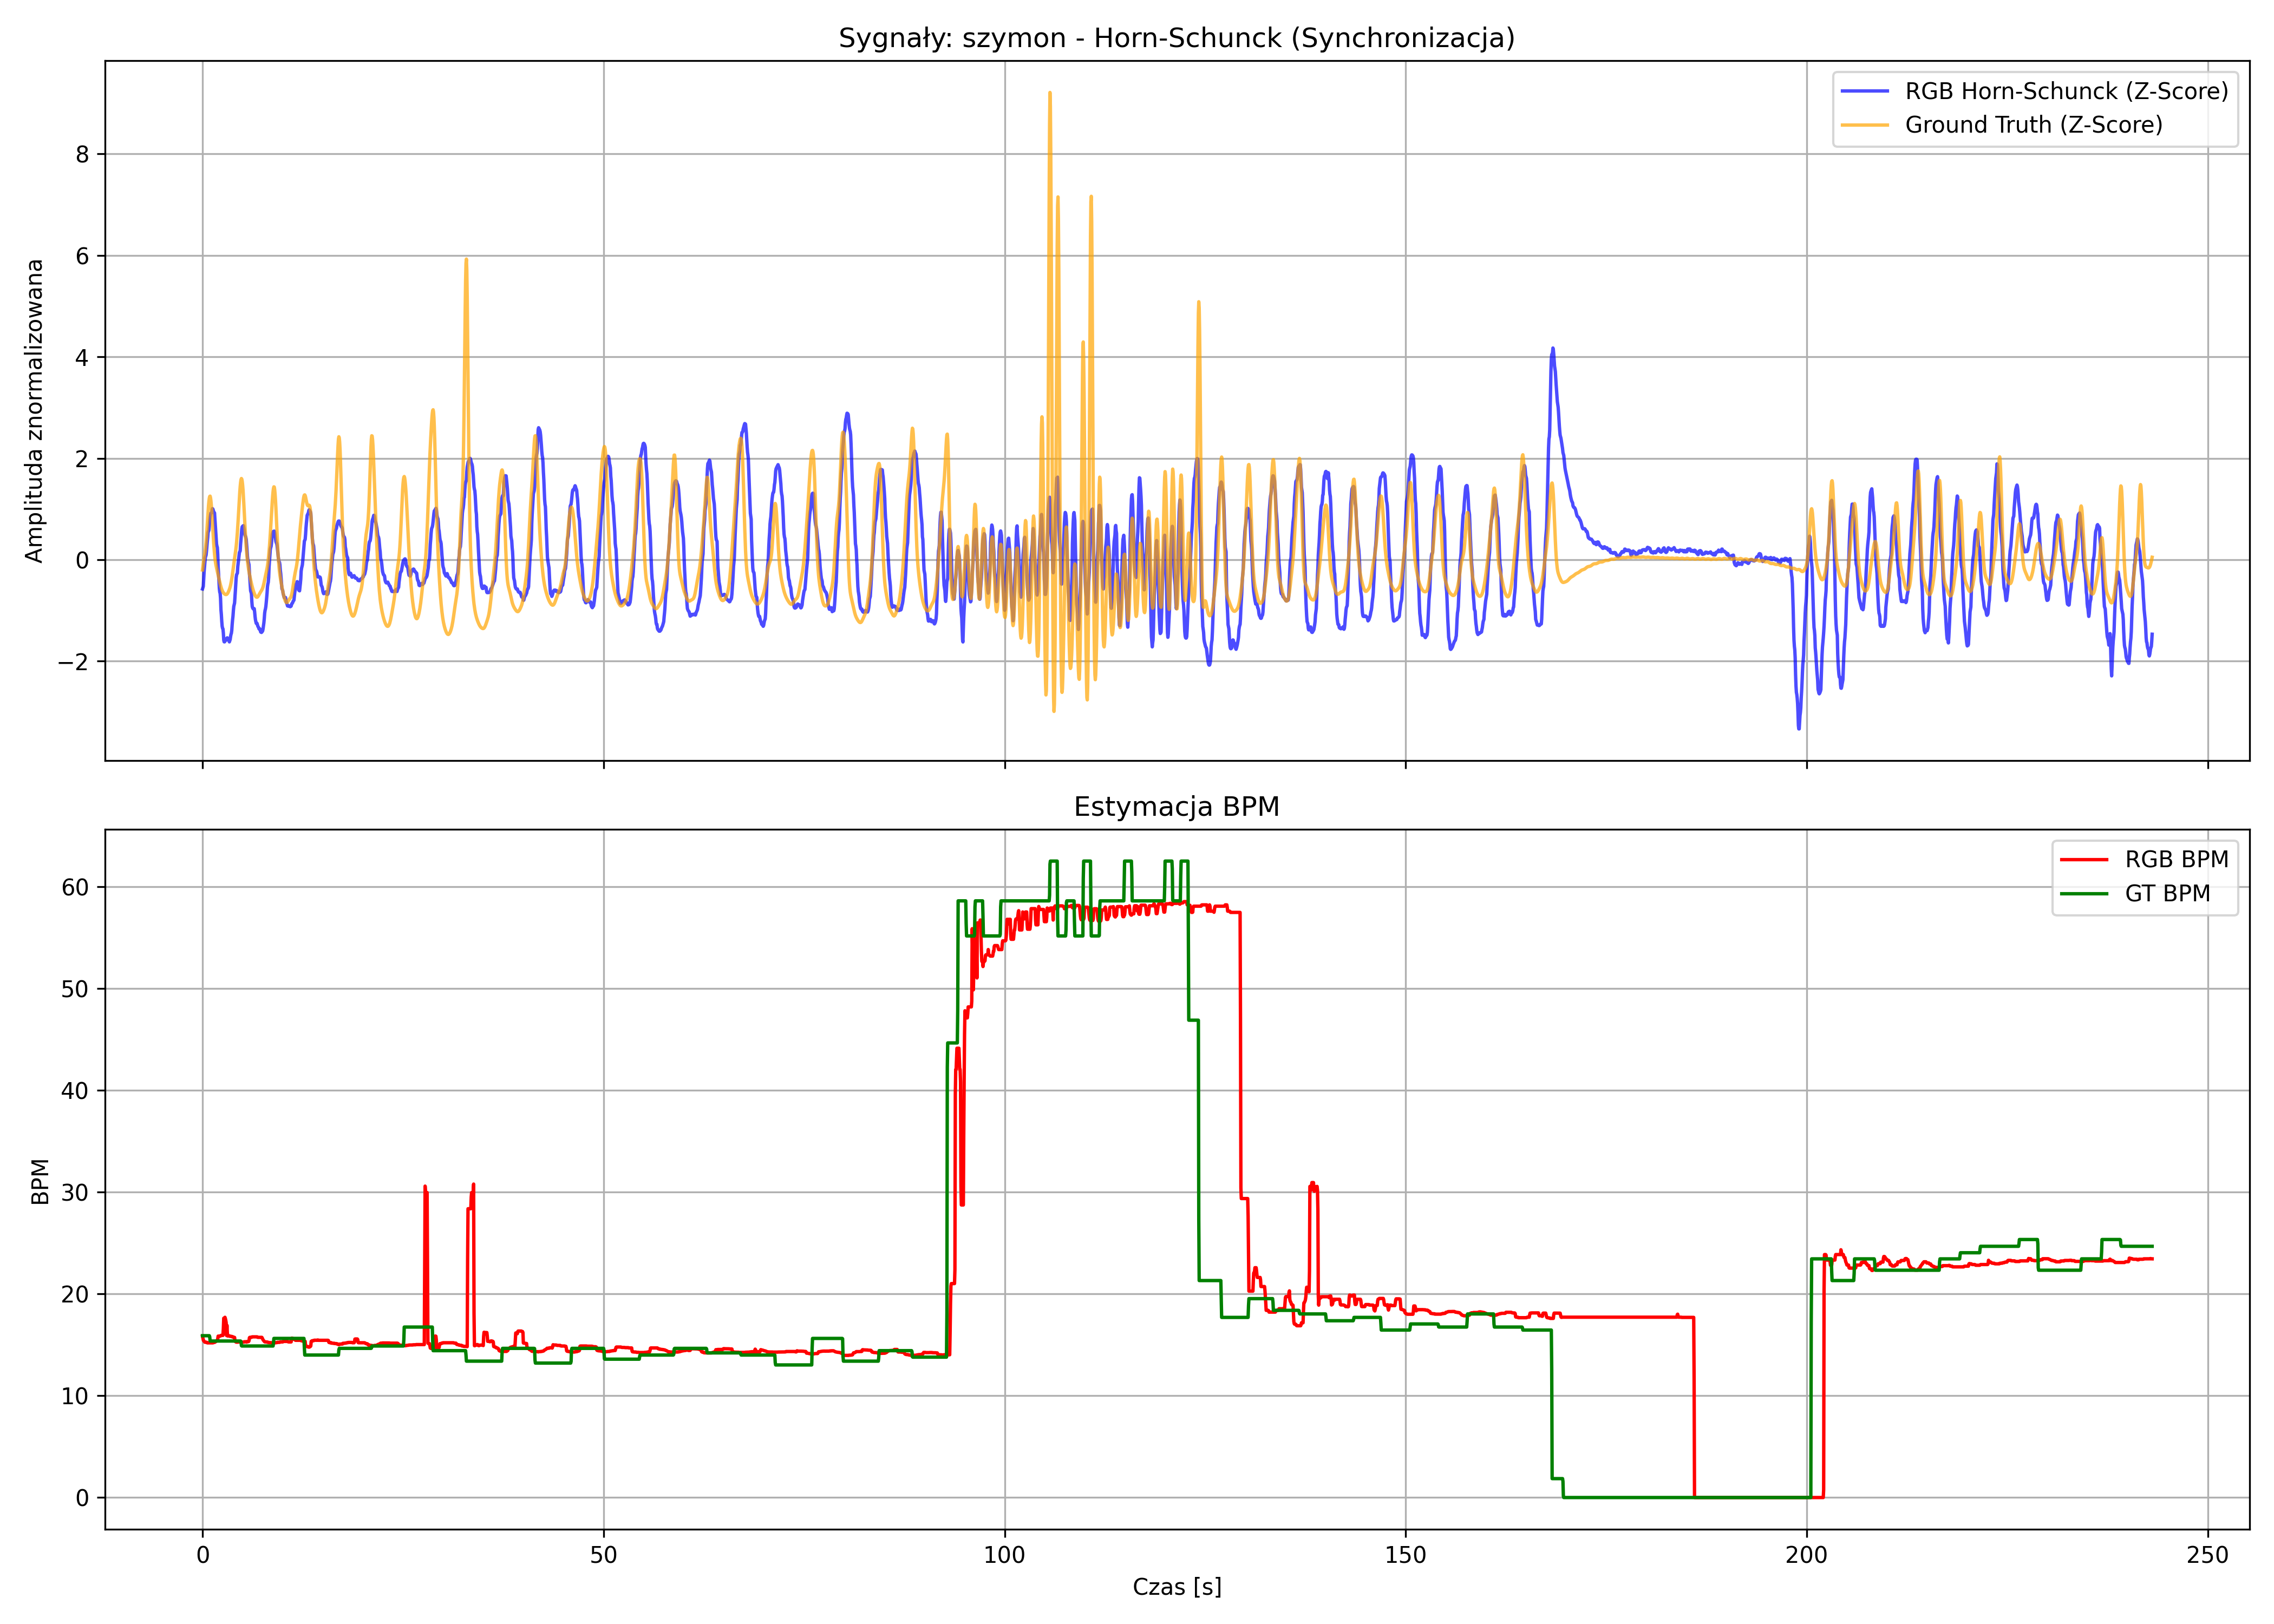 Sygnały: szymon - Horn-Schunck (Synchronizacja)
RGB Horn-Schunck (Z-Score)
Ground Truth (Z-Score)
Amplituda znormalizowana
8
6
4
2
0
−2
Estymacja BPM
RGB BPM
GT BPM
BPM
60
50
40
30
20
10
0
0 50 100 150 200 250
Czas [s]